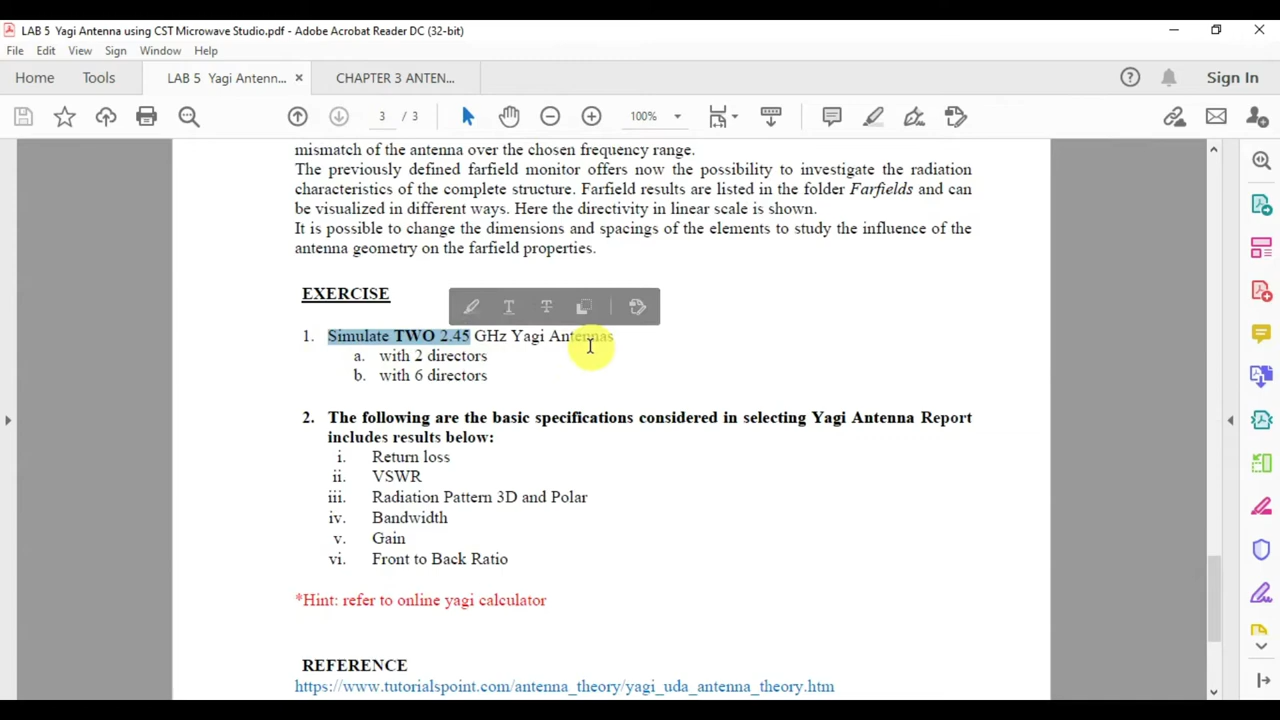 LAB 5 Yagi Antenna using CST Microwave Studio.pdf - Adobe Acrobat Reader DC (32-bit)
File Edit View Sign Window Help
Home Tools LAB 5 Yagi Antenn... × CHAPTER 3 ANTEN... Sign In
3 / 3 100%
mismatch of the antenna over the chosen frequency range.
The previously defined farfield monitor offers now the possibility to investigate the radiation
characteristics of the complete structure. Farfield results are listed in the folder Farfields and can
be visualized in different ways. Here the directivity in linear scale is shown.
It is possible to change the dimensions and spacings of the elements to study the influence of the
antenna geometry on the farfield properties.
EXERCISE
1. Simulate TWO 2.45 GHz Yagi Antennas
a. with 2 directors
b. with 6 directors
2. The following are the basic specifications considered in selecting Yagi Antenna Report
includes results below:
i. Return loss
ii. VSWR
iii. Radiation Pattern 3D and Polar
iv. Bandwidth
v. Gain
vi. Front to Back Ratio
*Hint: refer to online yagi calculator
REFERENCE
https://www.tutorialspoint.com/antenna_theory/yagi_uda_antenna_theory.htm